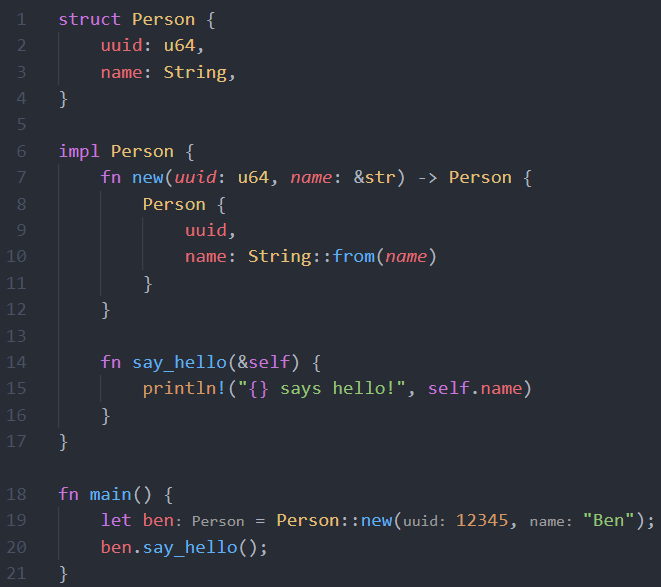 1 struct Person {
2     uuid: u64,
3     name: String,
4 }
5
6 impl Person {
7     fn new(uuid: u64, name: &str) -> Person {
8         Person {
9             uuid,
10             name: String::from(name)
11         }
12     }
13
14     fn say_hello(&self) {
15         println!("{} says hello!", self.name)
16     }
17 }
18 fn main() {
19     let ben: Person = Person::new(uuid: 12345, name: "Ben");
20     ben.say_hello();
21 }